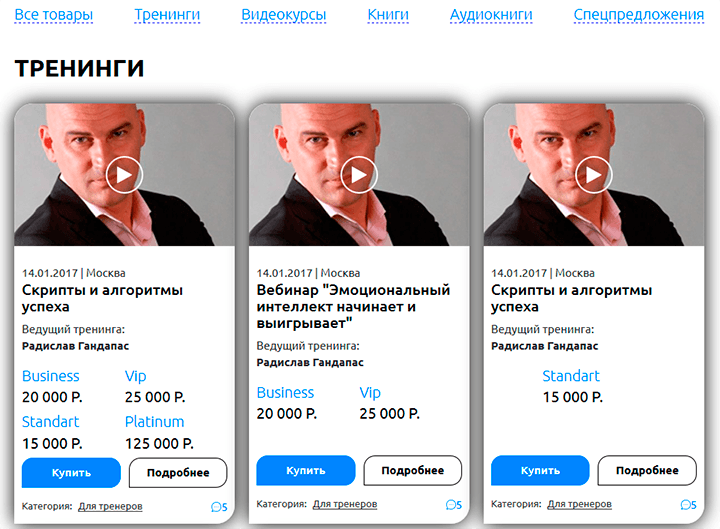 Все товары Тренинги Видеокурсы Книги Аудиокниги Спецпредложения
ТРЕНИНГИ
14.01.2017 | Москва
Скрипты и алгоритмы
успеха
Ведущий тренинга:
Радислав Гандапас
Business Vip
20 000 Р. 25 000 Р.
Standart Platinum
15 000 Р. 125 000 Р.
Купить Подробнее
Категория: Для тренеров 5
14.01.2017 | Москва
Вебинар "Эмоциональный
интеллект начинает и
выигрывает"
Ведущий тренинга:
Радислав Гандапас
Business Vip
20 000 Р. 25 000 Р.
Купить Подробнее
Категория: Для тренеров 5
14.01.2017 | Москва
Скрипты и алгоритмы
успеха
Ведущий тренинга:
Радислав Гандапас
Standart
15 000 Р.
Купить Подробнее
Категория: Для тренеров 5